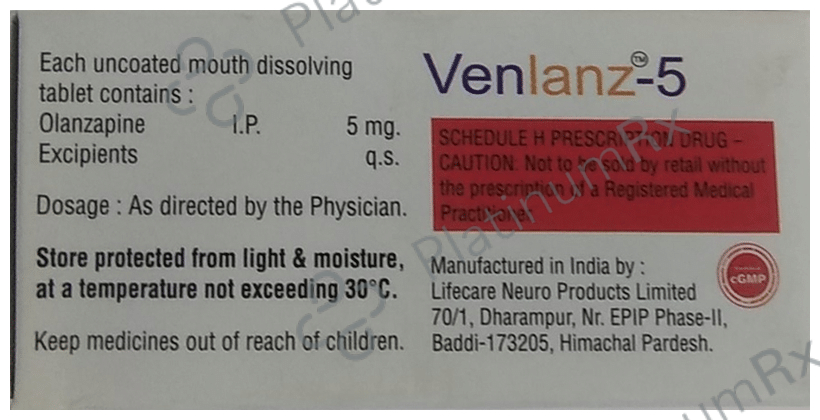 Each uncoated mouth dissolving
tablet contains :
Olanzapine I.P. 5 mg.
Excipients q.s.
Dosage : As directed by the Physician.
Store protected from light & moisture,
at a temperature not exceeding 30°C.
Keep medicines out of reach of children.
Venlanz™-5
SCHEDULE H PRESCRIPTION DRUG –
CAUTION: Not to be sold by retail without
the prescription of a Registered Medical
Practitioner.
Manufactured in India by :
Lifecare Neuro Products Limited
70/1, Dharampur, Nr. EPIP Phase-II,
Baddi-173205, Himachal Pardesh.
cGMP
PlatinumRx
PlatinumRx